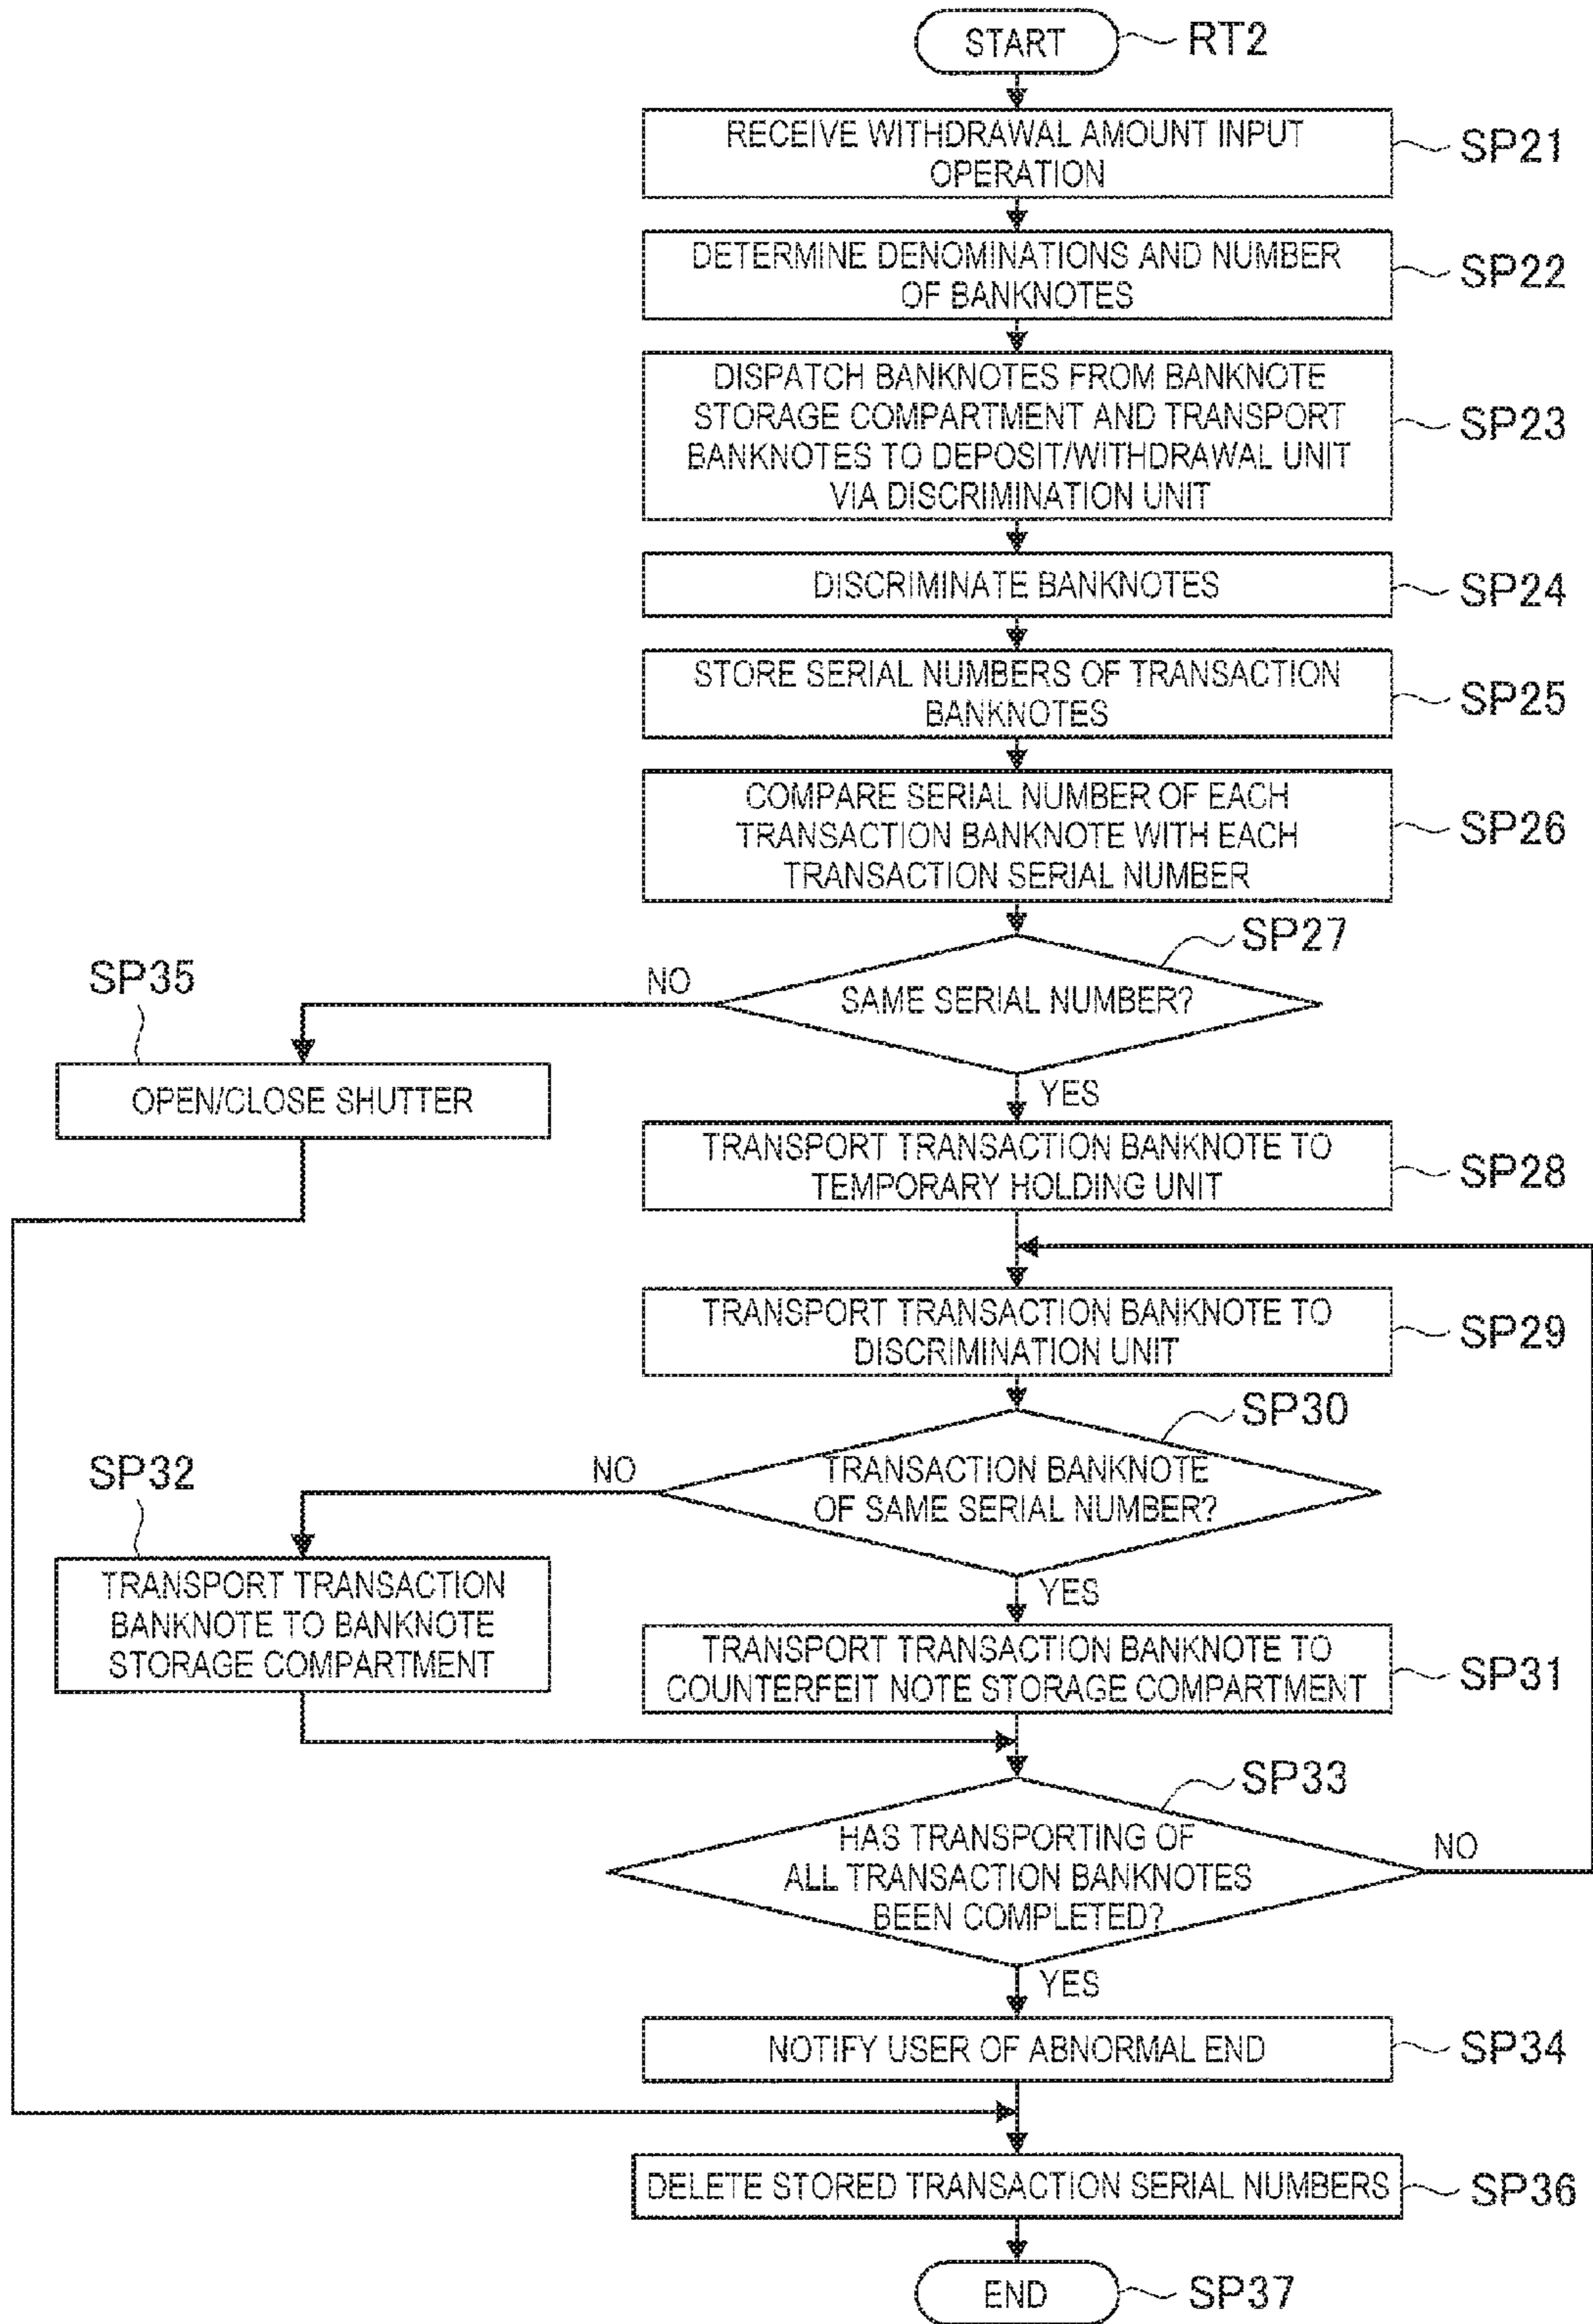 START
RT2
RECEIVE WITHDRAWAL AMOUNT INPUT
OPERATION
SP21
DETERMINE DENOMINATIONS AND NUMBER
OF BANKNOTES
SP22
DISPATCH BANKNOTES FROM BANKNOTE
STORAGE COMPARTMENT AND TRANSPORT
BANKNOTES TO DEPOSIT/WITHDRAWAL UNIT
VIA DISCRIMINATION UNIT
SP23
DISCRIMINATE BANKNOTES
SP24
STORE SERIAL NUMBERS OF TRANSACTION
BANKNOTES
SP25
COMPARE SERIAL NUMBER OF EACH
TRANSACTION BANKNOTE WITH EACH
TRANSACTION SERIAL NUMBER
SP26
SP27
SAME SERIAL NUMBER?
NO
SP35
OPEN/CLOSE SHUTTER
YES
TRANSPORT TRANSACTION BANKNOTE TO
TEMPORARY HOLDING UNIT
SP28
TRANSPORT TRANSACTION BANKNOTE TO
DISCRIMINATION UNIT
SP29
SP30
TRANSACTION BANKNOTE
OF SAME SERIAL NUMBER?
NO
SP32
TRANSPORT TRANSACTION
BANKNOTE TO BANKNOTE
STORAGE COMPARTMENT
YES
TRANSPORT TRANSACTION BANKNOTE TO
COUNTERFEIT NOTE STORAGE COMPARTMENT
SP31
SP33
HAS TRANSPORTING OF
ALL TRANSACTION BANKNOTES
BEEN COMPLETED?
NO
YES
NOTIFY USER OF ABNORMAL END
SP34
DELETE STORED TRANSACTION SERIAL NUMBERS
SP36
END
SP37